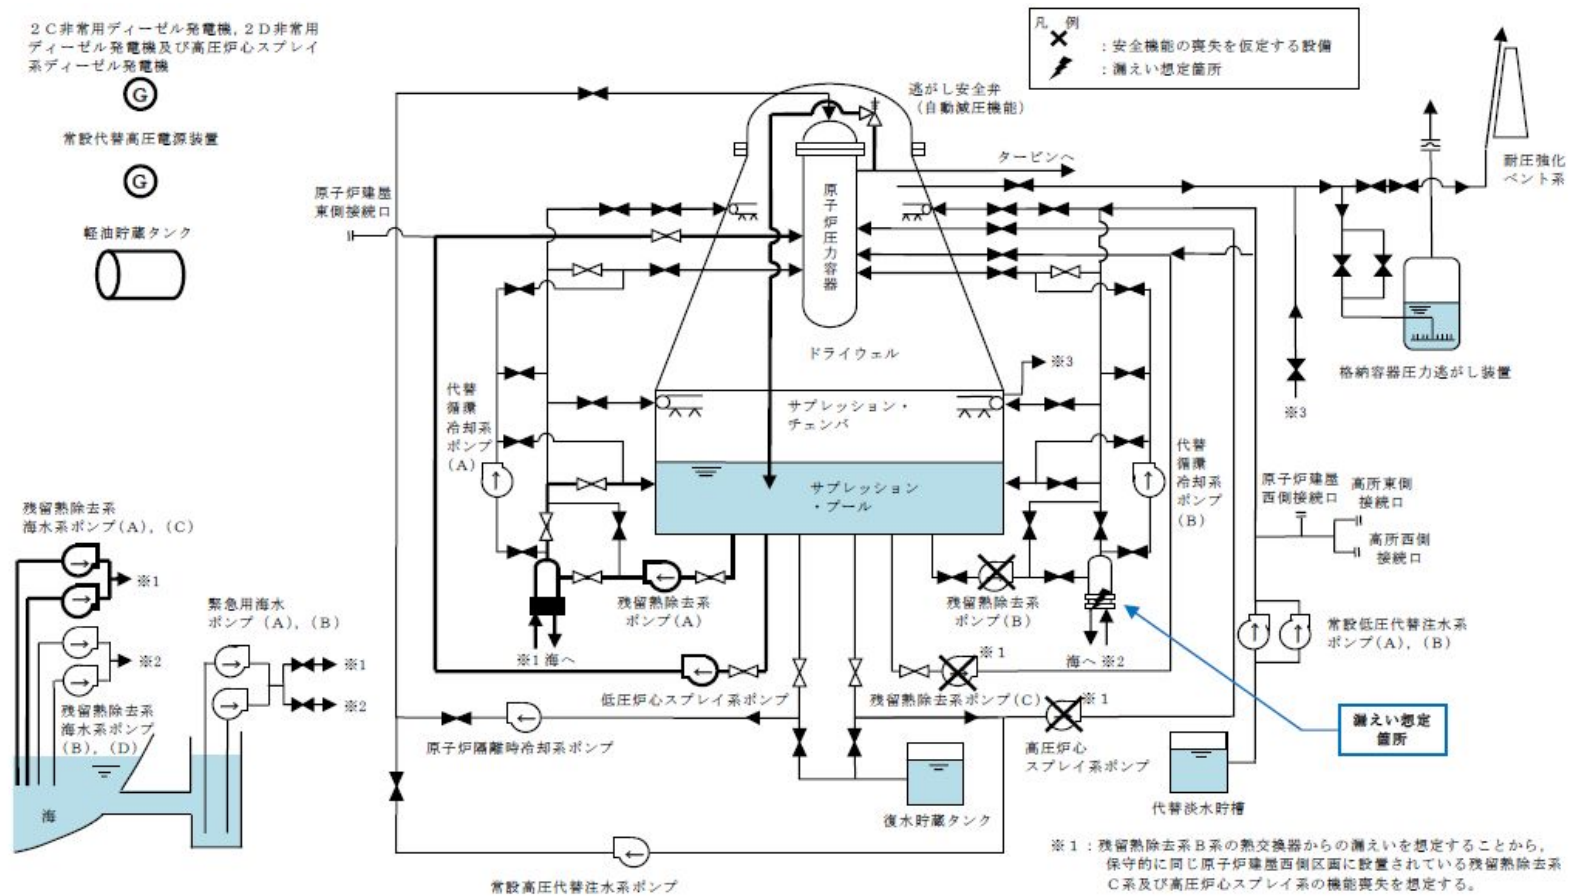 2C非常用ディーゼル発電機,2D非常用
ディーゼル発電機及び高圧炉心スプレイ
系ディーゼル発電機
G
常設代替高圧電源装置
G
軽油貯蔵タンク
凡 例
:安全機能の喪失を仮定する設備
:漏えい想定箇所
逃がし安全弁
(自動減圧機能)
タービンへ
原子炉建屋
東側接続口
原子炉圧力容器
耐圧強化
ベント系
格納容器圧力逃がし装置
※3
ドライウェル
※3
サプレッション・
チェンバ
サプレッション
・プール
代替
循環
冷却系
ポンプ
(A)
代替
循環
冷却系
ポンプ
(B)
原子炉建屋
西側接続口
高所東側
接続口
高所西側
接続口
残留熱除去系
海水系ポンプ(A),(C)
※1
※2
残留熱除去系
海水系ポンプ
(B),(D)
緊急用海水
ポンプ(A),(B)
※1
※2
海
残留熱除去系
ポンプ(A)
※1 海へ
残留熱除去系
ポンプ(B)
海へ ※2
常設低圧代替注水系
ポンプ(A),(B)
低圧炉心スプレイ系ポンプ
※1
残留熱除去系ポンプ(C)
※1
原子炉隔離時冷却系ポンプ
高圧炉心
スプレイ系ポンプ
漏えい想定
箇所
復水貯蔵タンク
代替淡水貯槽
常設高圧代替注水系ポンプ
※1:残留熱除去系B系の熱交換器からの漏えいを想定することから,
保守的に同じ原子炉建屋西側区画に設置されている残留熱除去系
C系及び高圧炉心スプレイ系の機能喪失を想定する。